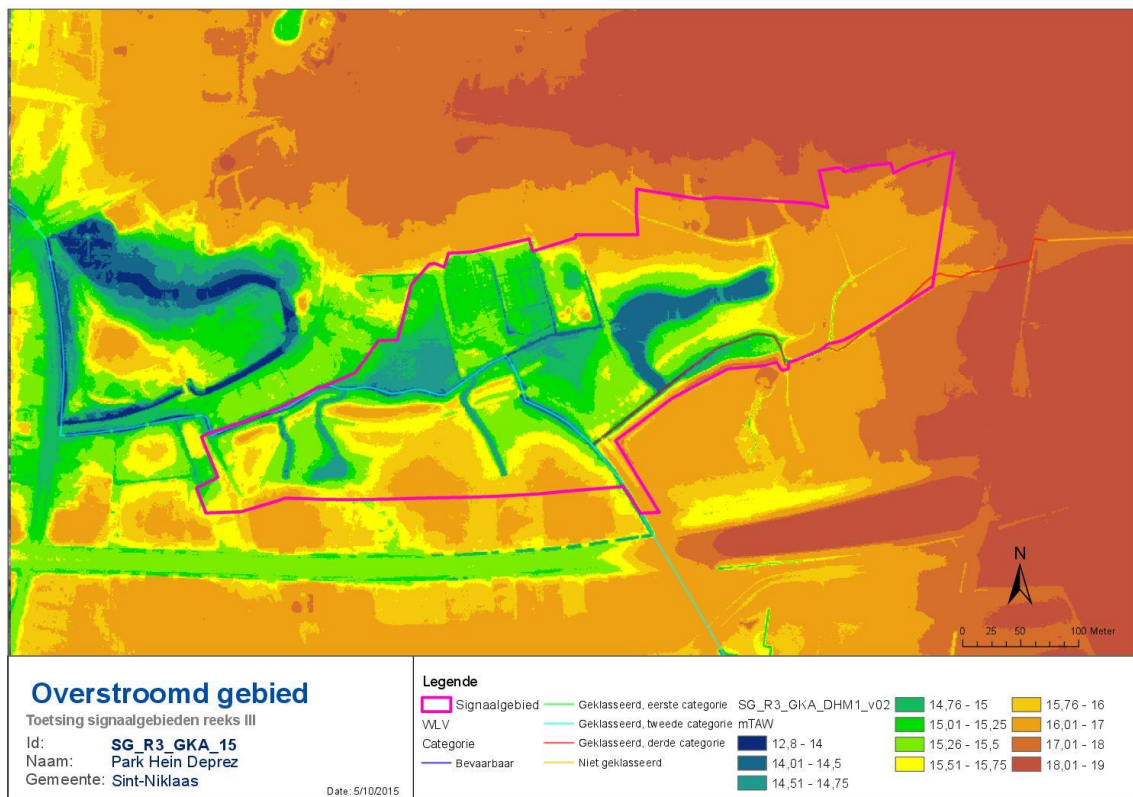 N
0 25 50 100 Meter
Overstroomd gebied
Toetsing signaalgebieden reeks III
Id: SG_R3_GKA_15
Naam: Park Hein Deprez
Gemeente: Sint-Niklaas
Date: 5/10/2015
Legende
Signaalgebied
WLV
Categorie
Bevaarbaar
Geklasseerd, eerste categorie
Geklasseerd, tweede categorie
Geklasseerd, derde categorie
Niet geklasseerd
SG_R3_GKA_DHM1_v02
mTAW
12,8 - 14
14,01 - 14,5
14,51 - 14,75
14,76 - 15
15,01 - 15,25
15,26 - 15,5
15,51 - 15,75
15,76 - 16
16,01 - 17
17,01 - 18
18,01 - 19